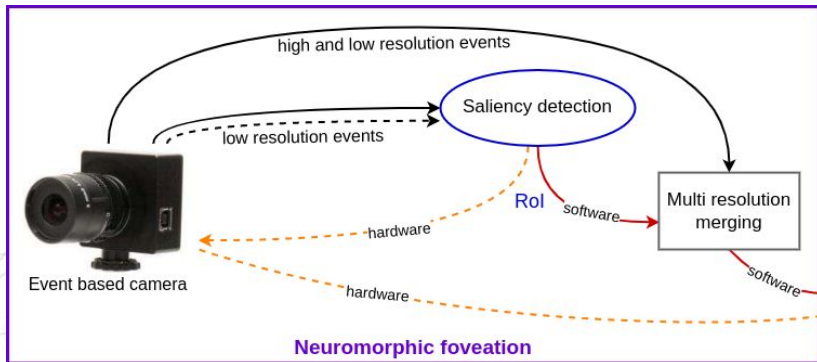 high and low resolution events
Saliency detection
low resolution events
RoI
software
Multi resolution
merging
hardware
Event based camera
hardware
software
Neuromorphic foveation